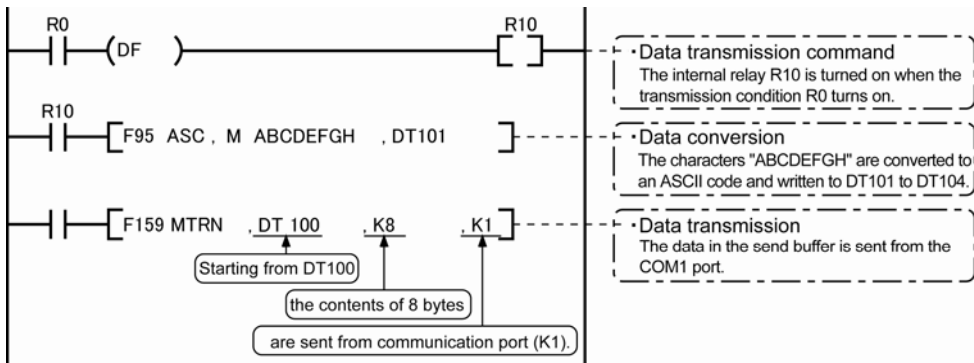 R0
DF
R10
・Data transmission command
The internal relay R10 is turned on when the
transmission condition R0 turns on.
R10
F95 ASC , M ABCDEFGH , DT101
・Data conversion
The characters "ABCDEFGH" are converted to
an ASCII code and written to DT101 to DT104.
F159 MTRN , DT 100 , K8 , K1
・Data transmission
The data in the send buffer is sent from the
COM1 port.
Starting from DT100
the contents of 8 bytes
are sent from communication port (K1).